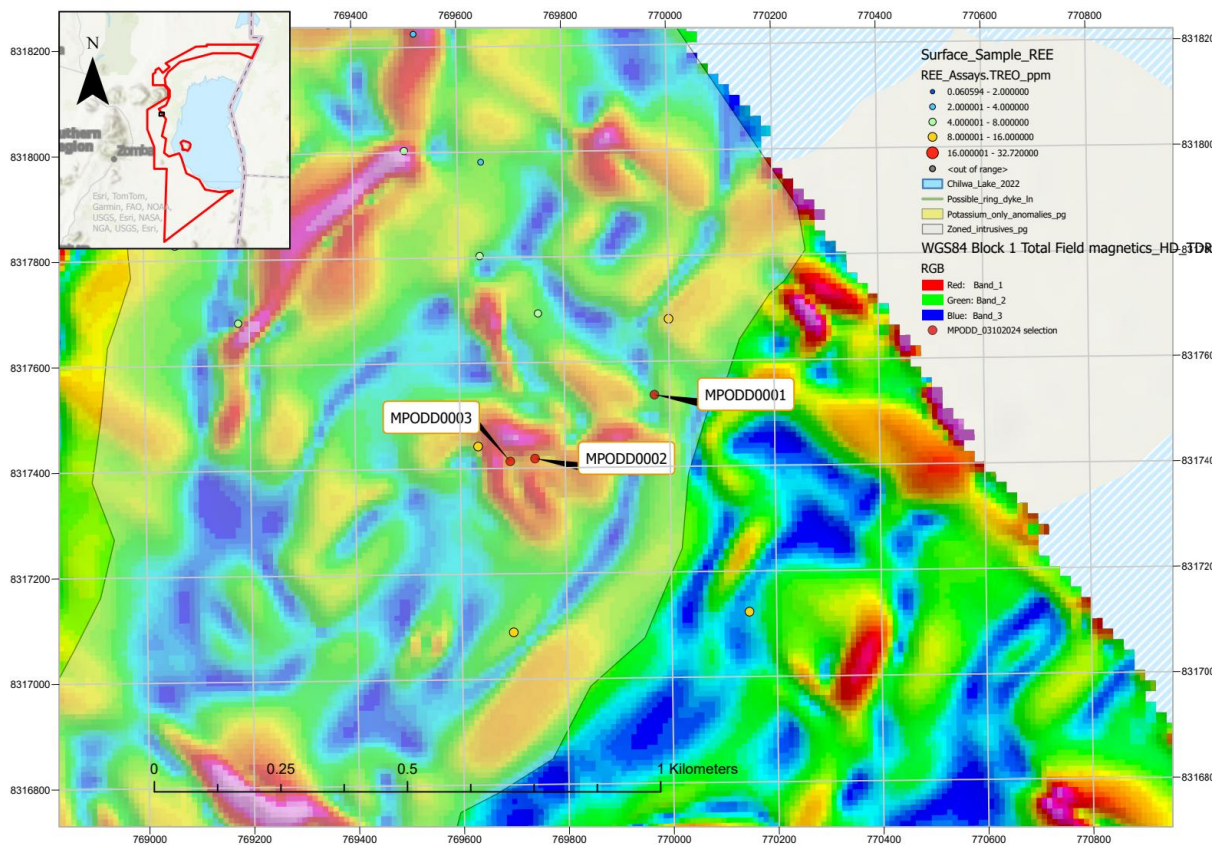 769400 769600 769800 770000 770200 770400 770600 770800
N
Zomba
Esri, TomTom,
Garmin, FAO, NOAA,
USGS, Esri, NASA,
NGA, USGS, Esri,
8318200
8318000
8317800
8317600
8317400
8317200
8317000
8316800
Surface_Sample_REE
REE_Assays.TREO_ppm
0.060594 - 2.000000
2.000001 - 4.000000
4.000001 - 8.000000
8.000001 - 16.000000
16.000001 - 32.720000
<out of range>
Chilwa_Lake_2022
Possible_ring_dyke_ln
Potassium_only_anomalies_pg
Zoned_intrusives_pg
WGS84 Block 1 Total Field magnetics_HD_TDR
RGB
Red: Band_1
Green: Band_2
Blue: Band_3
MPODD_03102024 selection
MPODD0001
MPODD0003
MPODD0002
0 0.25 0.5 1 Kilometers
769000 769200 769400 769600 769800 770000 770200 770400 770600 770800